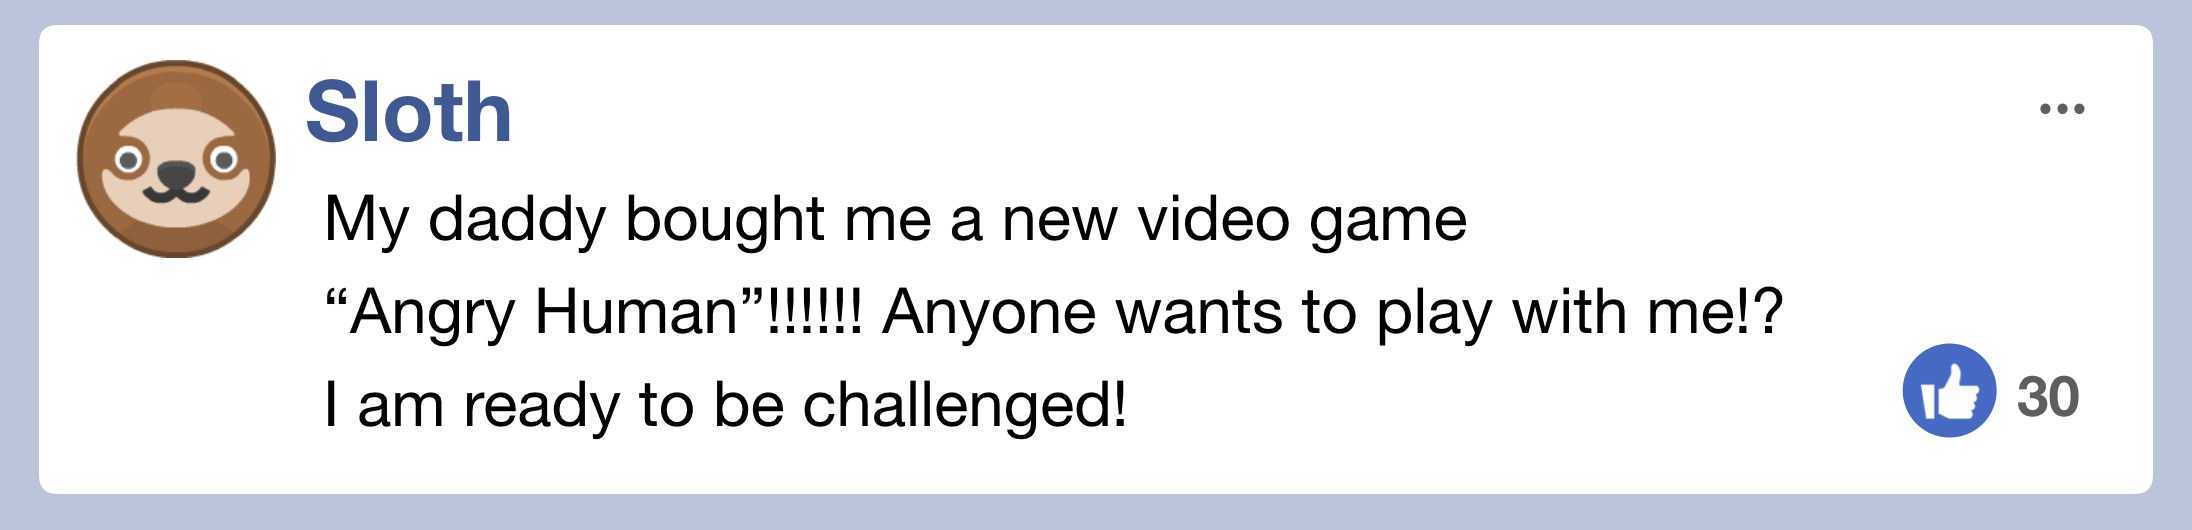 Sloth
...
My daddy bought me a new video game
“Angry Human”!!!!!! Anyone wants to play with me!?
I am ready to be challenged!
30